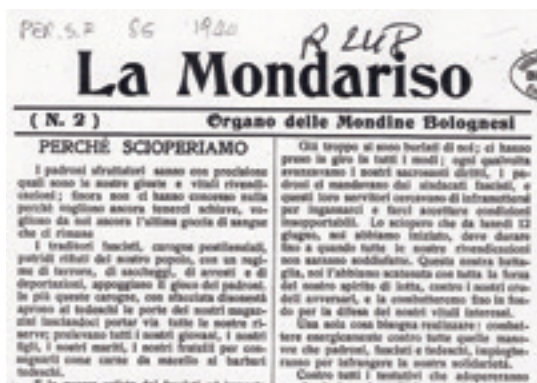 PER. S.F SG 1944
R 248
La Mondariso
( N. 2 ) Organo delle Mondine Bolognesi
PERCHÉ SCIOPERIAMO
I padroni sfruttatori sanno con precisione
quali sono le nostre giuste e vitali rivendi-
cazioni; finora non ci hanno concesso nulla
perchè vogliono ancora tenerci schiave, vo-
gliono da noi ancora l'ultima goccia di sangue
che ci rimane
I traditori fascisti, carogne pestilenziali,
putridi rifiuti del nostro popolo, con un regi-
me di terrore, di saccheggi, di arresti e di
deportazioni, appoggiano il gioco dei padroni.
In più queste carogne, con sfacciata disonestà
aprono ai tedeschi le porte dei nostri magaz-
zini lasciandoci portar via tutte le nostre ri-
serve; prelevano tutti i nostri giovani, i nostri
figli, i nostri mariti, i nostri fratelli per con-
segnarli come carne da macello ai barbari
tedeschi.
Già troppo si sono burlati di noi; ci hanno
preso in giro in tutti i modi; ogni qualvolta
avanzavamo i nostri sacrosanti diritti, i pa-
droni ci mandavano dai sindacati fascisti, e
questi loro servitori cercavano di inframettersi
per ingannarci e farci accettare condizioni
insopportabili. Lo sciopero che da lunedì 12
giugno, noi abbiamo iniziato, deve durare
fino a quando tutte le nostre rivendicazioni
non saranno soddisfatte. Questa nostra batta-
glia, noi l'abbiamo scatenata con tutta la forza
del nostro spirito di lotta, contro i nostri cru-
deli avversari, e la combatteremo fino in fon-
do per la difesa dei nostri vitali interessi.
Una sola cosa bisogna realizzare: combat-
tere energicamente contro tutte quelle mano-
vre che padroni, fascisti e tedeschi, impieghe-
ranno per infrangere la nostra solidarietà.
Contro tutti i tentativi che adopereranno